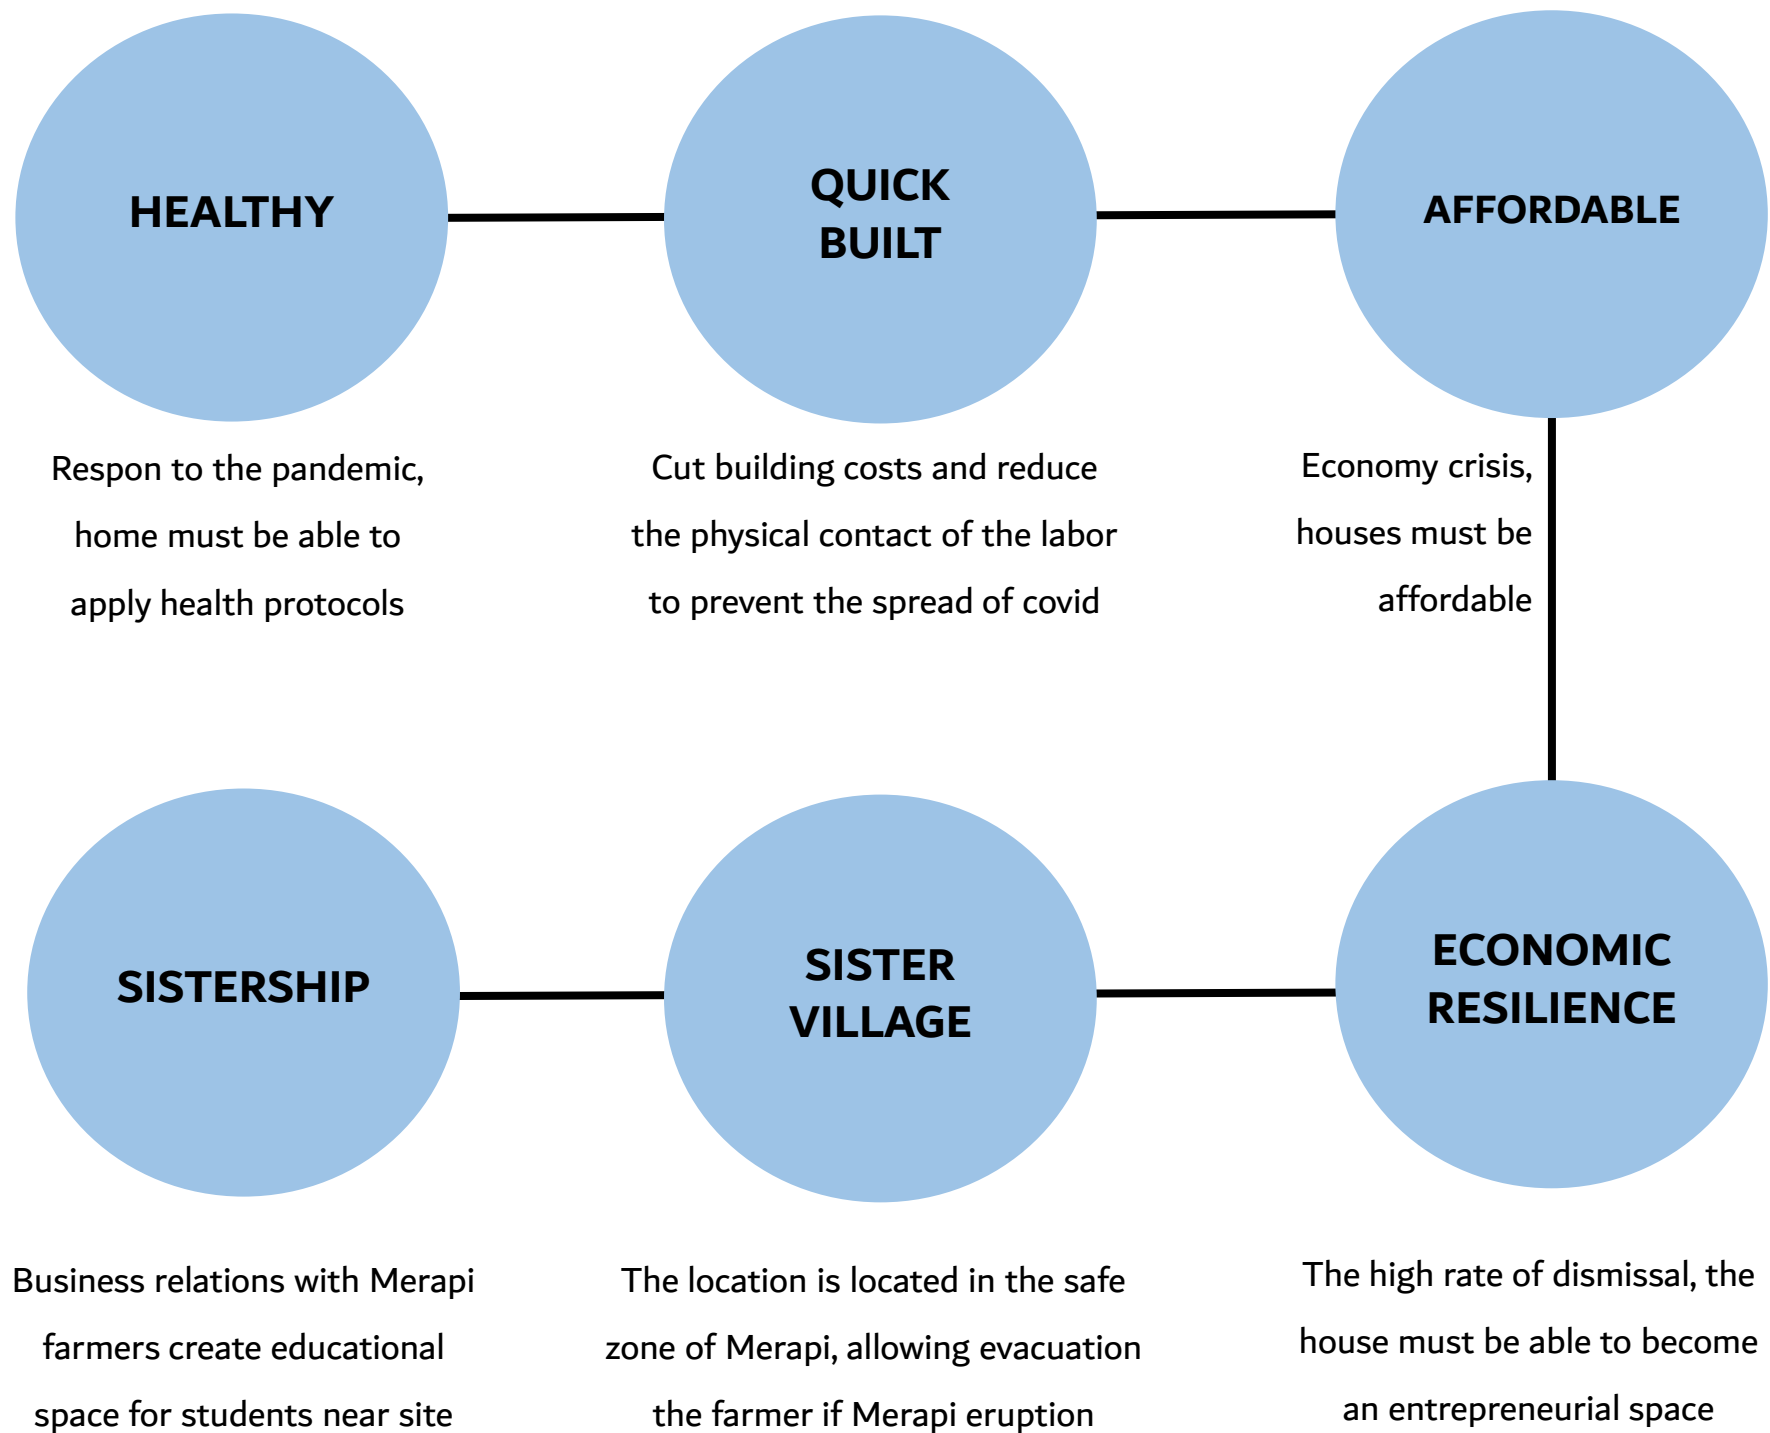 HEALTHY
Respon to the pandemic,
home must be able to
apply health protocols
QUICK
BUILT
Cut building costs and reduce
the physical contact of the labor
to prevent the spread of covid
AFFORDABLE
Economy crisis,
houses must be
affordable
SISTERSHIP
Business relations with Merapi
farmers create educational
space for students near site
SISTER
VILLAGE
The location is located in the safe
zone of Merapi, allowing evacuation
the farmer if Merapi eruption
ECONOMIC
RESILIENCE
The high rate of dismissal, the
house must be able to become
an entrepreneurial space